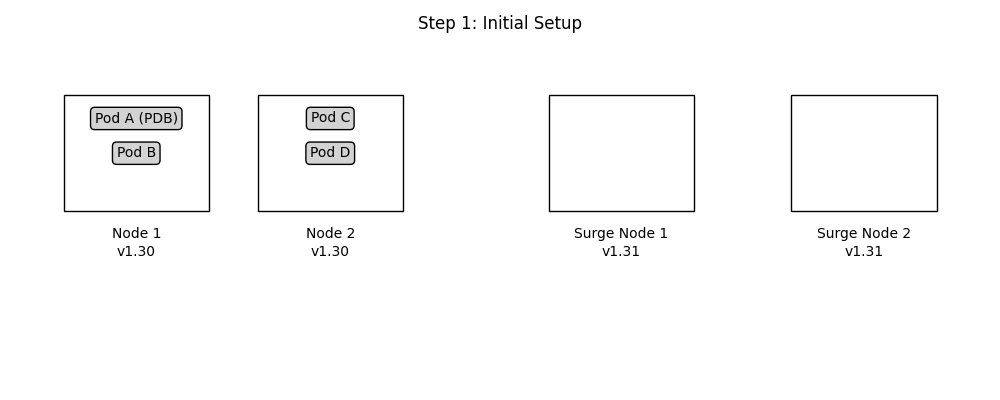 Step 1: Initial Setup
Pod A (PDB)
Pod B
Node 1
v1.30
Pod C
Pod D
Node 2
v1.30
Surge Node 1
v1.31
Surge Node 2
v1.31